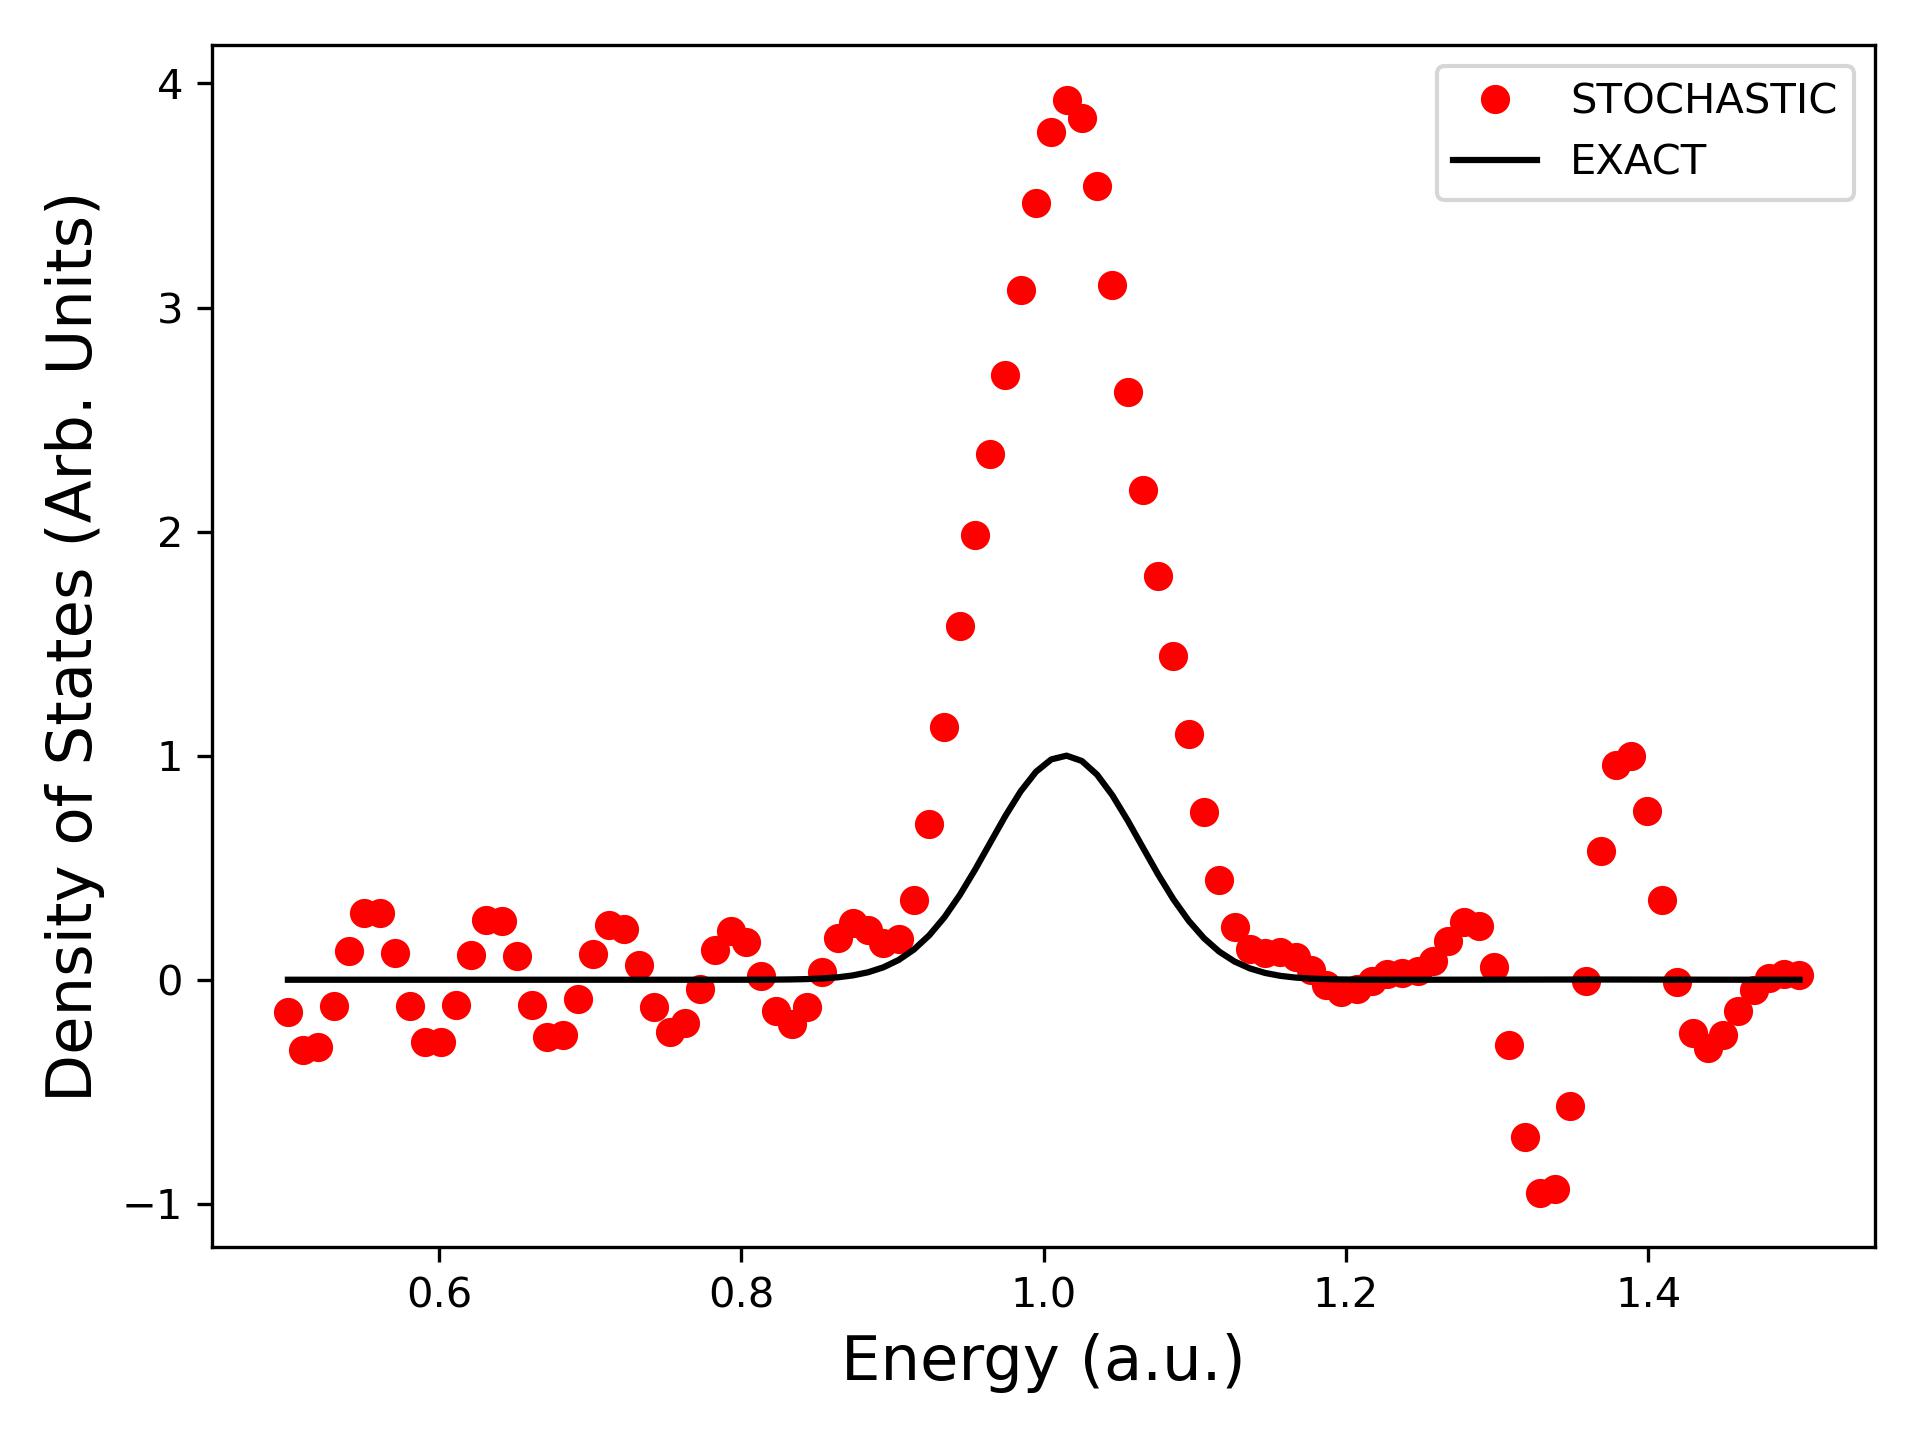 STOCHASTIC
EXACT
Density of States (Arb. Units)
4
3
2
1
0
−1
0.6 0.8 1.0 1.2 1.4
Energy (a.u.)